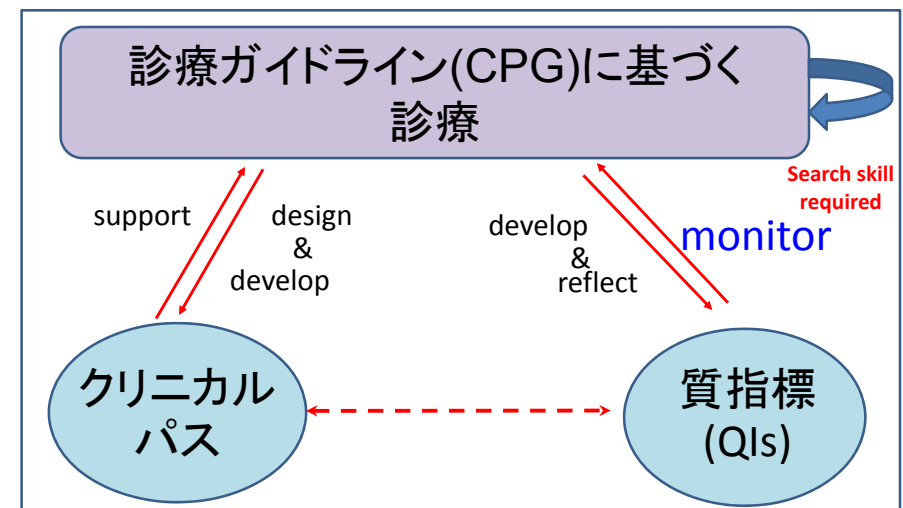 診療ガイドライン(CPG)に基づく
診療
Search skill
required
support
design
&
develop
develop
&
reflect
monitor
クリニカル
パス
質指標
(QIs)